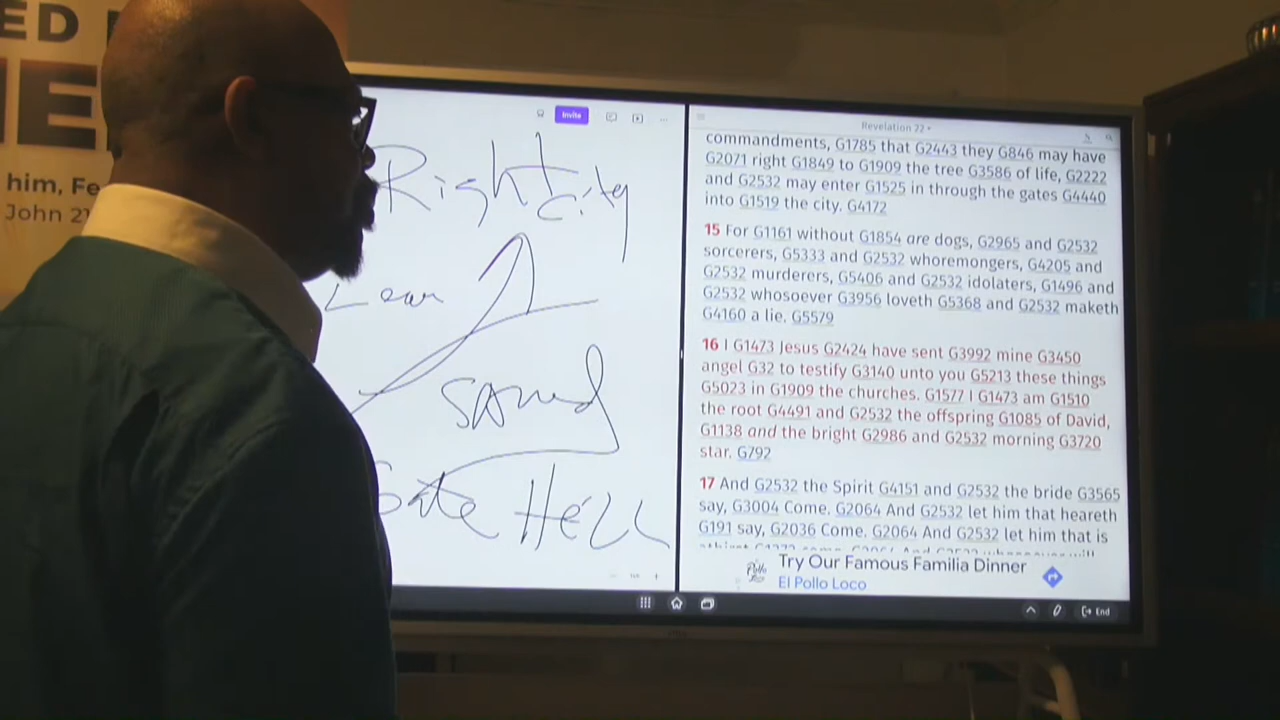 ED
him, Fe
John 21
Invite
Right
City
Lear
saved
Gate Hell
Revelation 22
commandments, G1785 that G2443 they G846 may have
G2071 right G1849 to G1909 the tree G3586 of life, G2222
and G2532 may enter G1525 in through the gates G4440
into G1519 the city. G4172
15 For G1161 without G1854 are dogs, G2965 and G2532
sorcerers, G5333 and G2532 whoremongers, G4205 and
G2532 murderers, G5406 and G2532 idolaters, G1496 and
G2532 whosoever G3956 loveth G5368 and G2532 maketh
G4160 a lie. G5579
16 I G1473 Jesus G2424 have sent G3992 mine G3450
angel G32 to testify G3140 unto you G5213 these things
G5023 in G1909 the churches. G1577 I G1473 am G1510
the root G4491 and G2532 the offspring G1085 of David,
G1138 and the bright G2986 and G2532 morning G3720
star. G792
17 And G2532 the Spirit G4151 and G2532 the bride G3565
say, G3004 Come. G2064 And G2532 let him that heareth
G191 say, G2036 Come. G2064 And G2532 let him that is
Pollo Loco
Try Our Famous Familia Dinner
El Pollo Loco
End